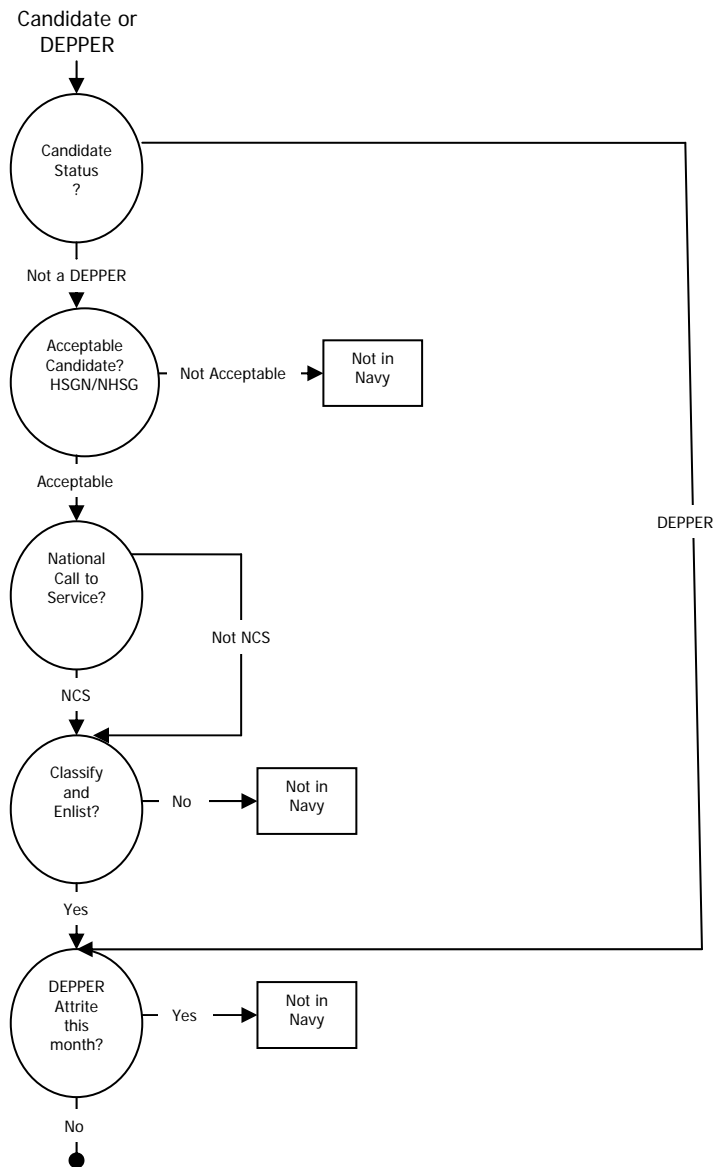 Candidate or
DEPPER
Candidate
Status
?
Not a DEPPER
Acceptable
Candidate?
HSGN/NHSG
Not Acceptable
Not in
Navy
Acceptable
DEPPER
National
Call to
Service?
Not NCS
NCS
Classify
and
Enlist?
No
Not in
Navy
Yes
DEPPER
Attrite
this
month?
Yes
Not in
Navy
No